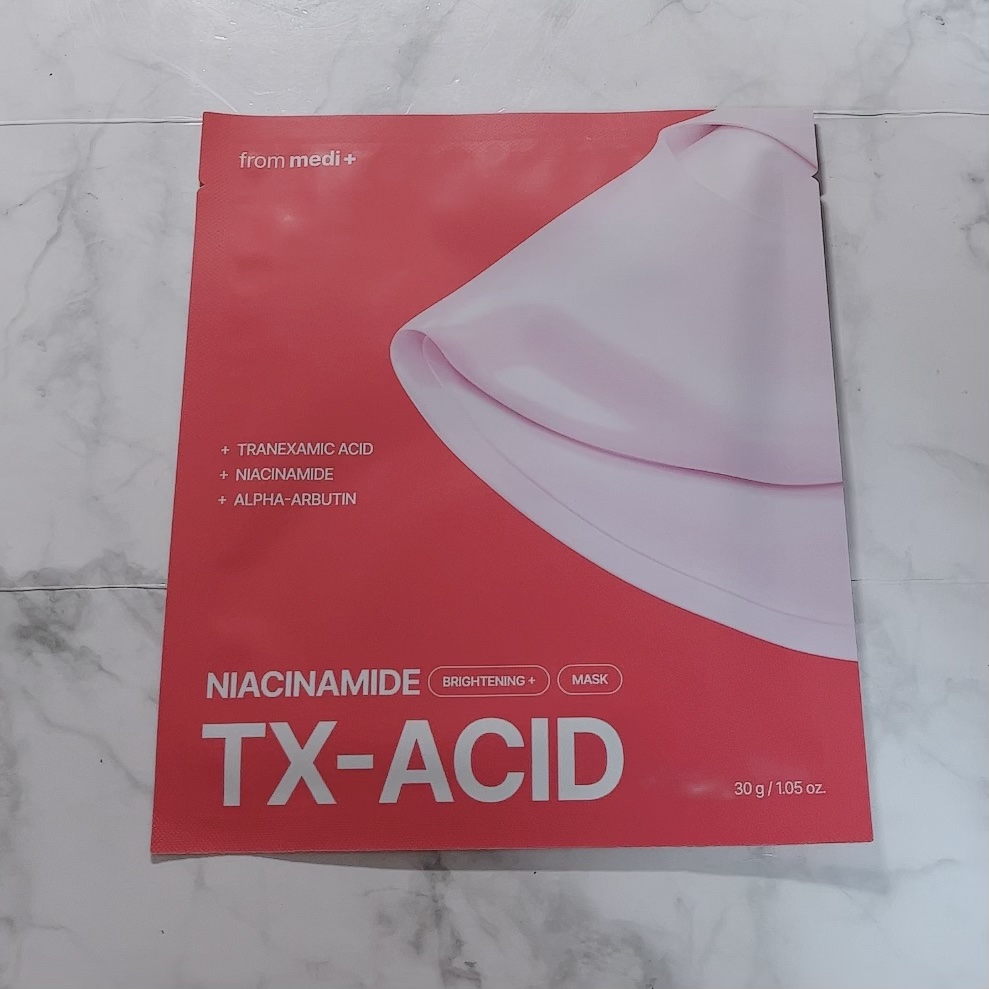 from medi +
+ TRANEXAMIC ACID
+ NIACINAMIDE
+ ALPHA-ARBUTIN
NIACINAMIDE BRIGHTENING + MASK
TX-ACID
30 g / 1.05 oz.